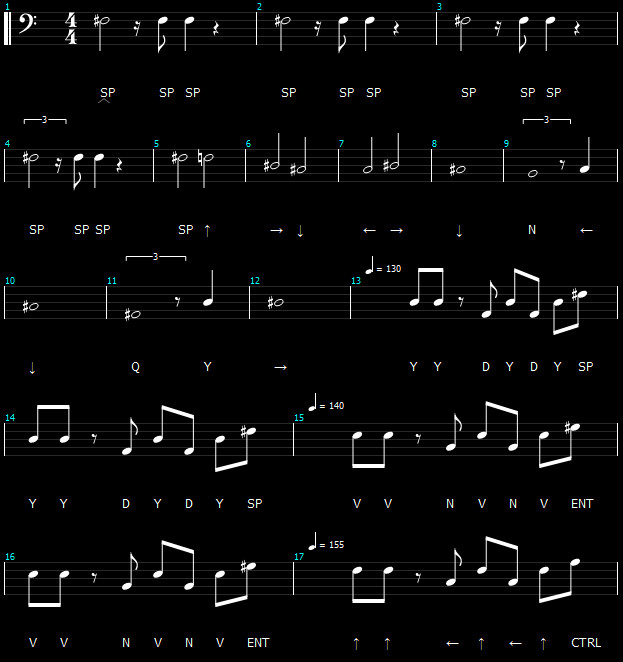 1 2 3
4 4
SP SP SP SP SP SP SP SP SP
4 3 5 6 7 8 9 3
SP SP SP SP ↑ → ↓ ← → ↓ N ←
10 11 3 12 13 = 130
↓ Q Y → Y Y D Y D Y SP
14 15 = 140
Y Y D Y D Y SP V V N V N V ENT
16 17 = 155
V V N V N V ENT ↑ ↑ ← ↑ ← ↑ CTRL